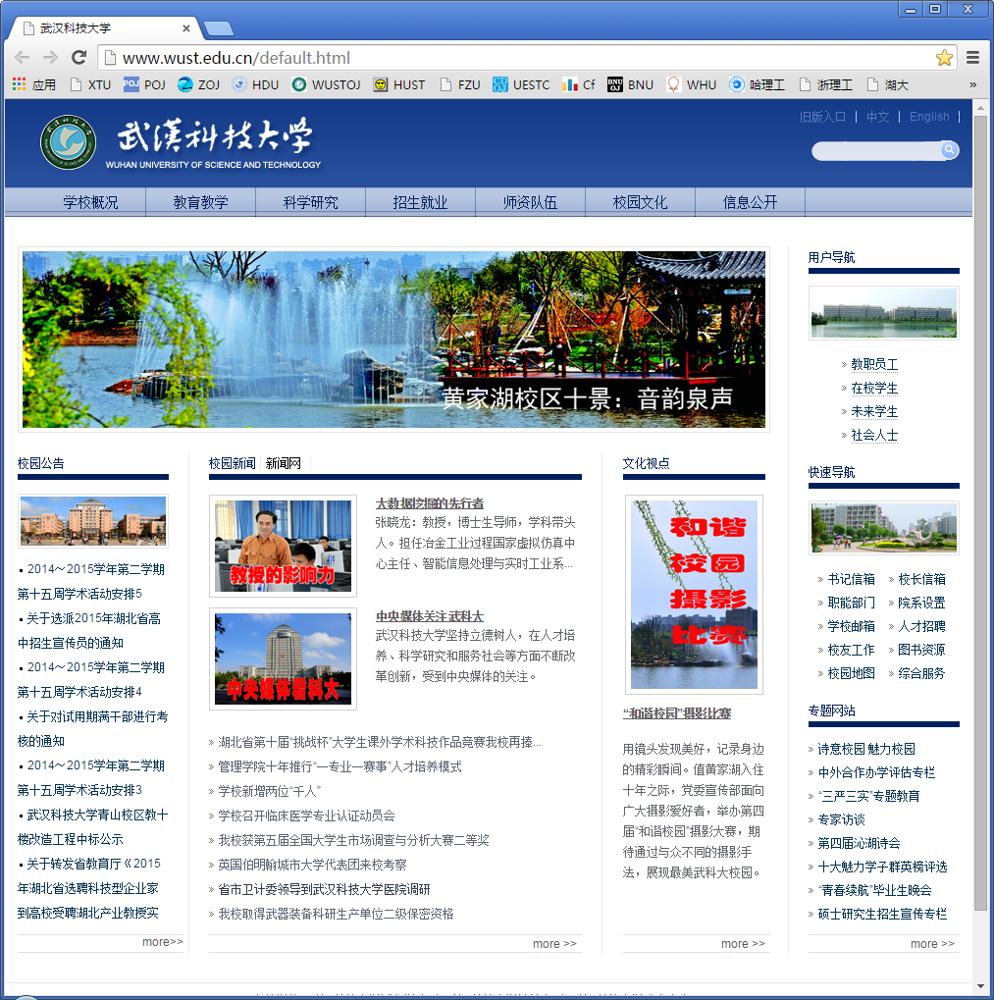 武汉科技大学
www.wust.edu.cn/default.html
应用 XTU POJ ZOJ HDU WUSTOJ HUST FZU UESTC Cf BNU WHU 哈理工 浙理工 湖大 »
旧版入口 | 中文 | English |
武漢科技大学
WUHAN UNIVERSITY OF SCIENCE AND TECHNOLOGY
学校概况 教育教学 科学研究 招生就业 师资队伍 校园文化 信息公开
黄家湖校区十景：音韵泉声
校园公告
2014～2015学年第二学期
第十五周学术活动安排5
关于选派2015年湖北省高
中招生宣传员的通知
2014～2015学年第二学期
第十五周学术活动安排4
关于对试用期满干部进行考
核的通知
2014～2015学年第二学期
第十五周学术活动安排3
武汉科技大学青山校区教十
楼改造工程中标公示
关于转发省教育厅《2015
年湖北省选聘科技型企业家
到高校受聘湖北产业教授实
more>>
校园新闻 新闻网
教授的影响力
大数据挖掘的先行者
张晓龙：教授，博士生导师，学科带头
人。担任冶金工业过程国家虚拟仿真中
心主任、智能信息处理与实时工业系...
中央媒体看科大
中央媒体关注武科大
武汉科技大学坚持立德树人，在人才培
养、科学研究和服务社会等方面不断改
革创新，受到中央媒体的关注。
» 湖北省第十届“挑战杯”大学生课外学术科技作品竞赛我校再捧...
» 管理学院十年推行“一专业一赛事”人才培养模式
» 学校新增两位“千人”
» 学校召开临床医学专业认证动员会
» 我校获第五届全国大学生市场调查与分析大赛二等奖
» 英国伯明翰城市大学代表团来校考察
» 省市卫计委领导到武汉科技大学医院调研
» 我校取得武器装备科研生产单位二级保密资格
more >>
文化视点
和谐
校园
摄影
比赛
“和谐校园”摄影比赛
用镜头发现美好，记录身边
的精彩瞬间。值黄家湖入住
十年之际，党委宣传部面向
广大摄影爱好者，举办第四
届“和谐校园”摄影大赛，期
待通过与众不同的摄影手
法，展现最美武科大校园。
more >>
用户导航
» 教职员工
» 在校学生
» 未来学生
» 社会人士
快速导航
» 书记信箱 » 校长信箱
» 职能部门 » 院系设置
» 学校邮箱 » 人才招聘
» 校友工作 » 图书资源
» 校园地图 » 综合服务
专题网站
» 诗意校园 魅力校园
» 中外合作办学评估专栏
» “三严三实”专题教育
» 专家访谈
» 第四届沁湖诗会
» 十大魅力学子群英榜评选
» “青春续航”毕业生晚会
» 硕士研究生招生宣传专栏
more >>